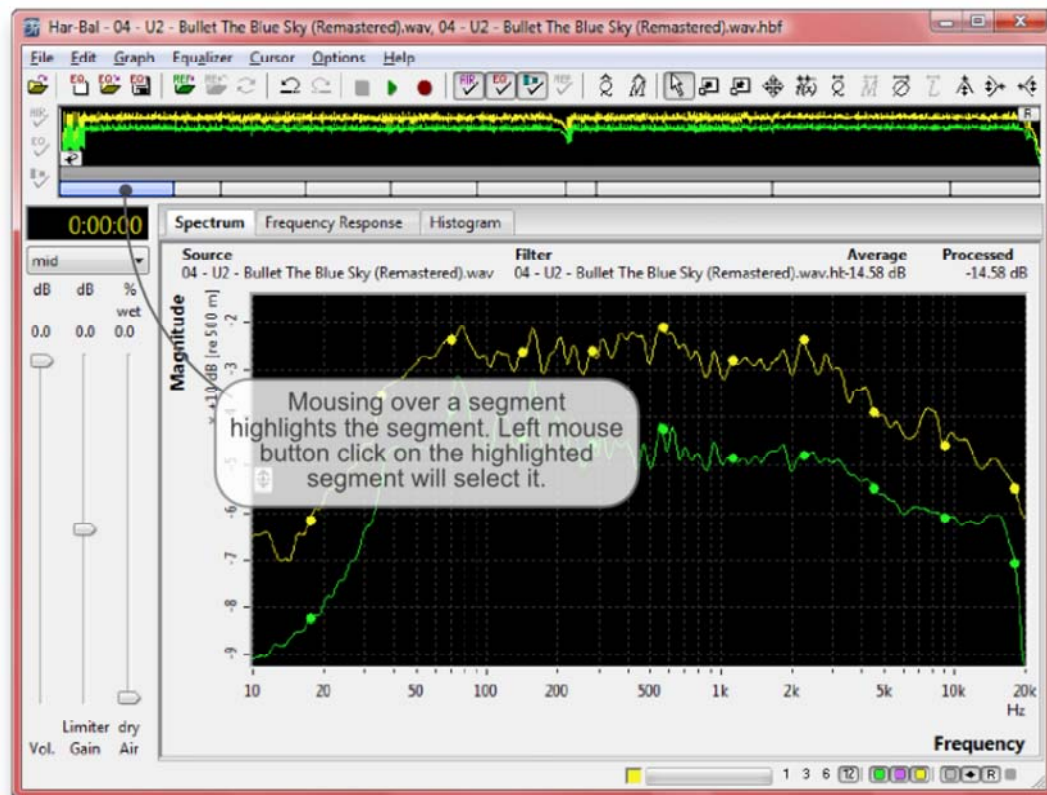 Har-Bal - 04 - U2 - Bullet The Blue Sky (Remastered).wav, 04 - U2 - Bullet The Blue Sky (Remastered).wav.hbf
File Edit Graph Equalizer Cursor Options Help
R
0:00:00
Spectrum Frequency Response Histogram
mid
Source Filter Average Processed
04 - U2 - Bullet The Blue Sky (Remastered).wav 04 - U2 - Bullet The Blue Sky (Remastered).wav.hb-14.58 dB -14.58 dB
dB dB %
wet
0.0 0.0 0.0
Magnitude
x +10 dB [re 500 m]
-2
-3
-5
-6
-7
-8
-9
Mousing over a segment
highlights the segment. Left mouse
button click on the highlighted
segment will select it.
10 20 50 100 200 500 1k 2k 5k 10k 20k
Hz
Frequency
Limiter dry
Vol. Gain Air
1 3 6 12 R